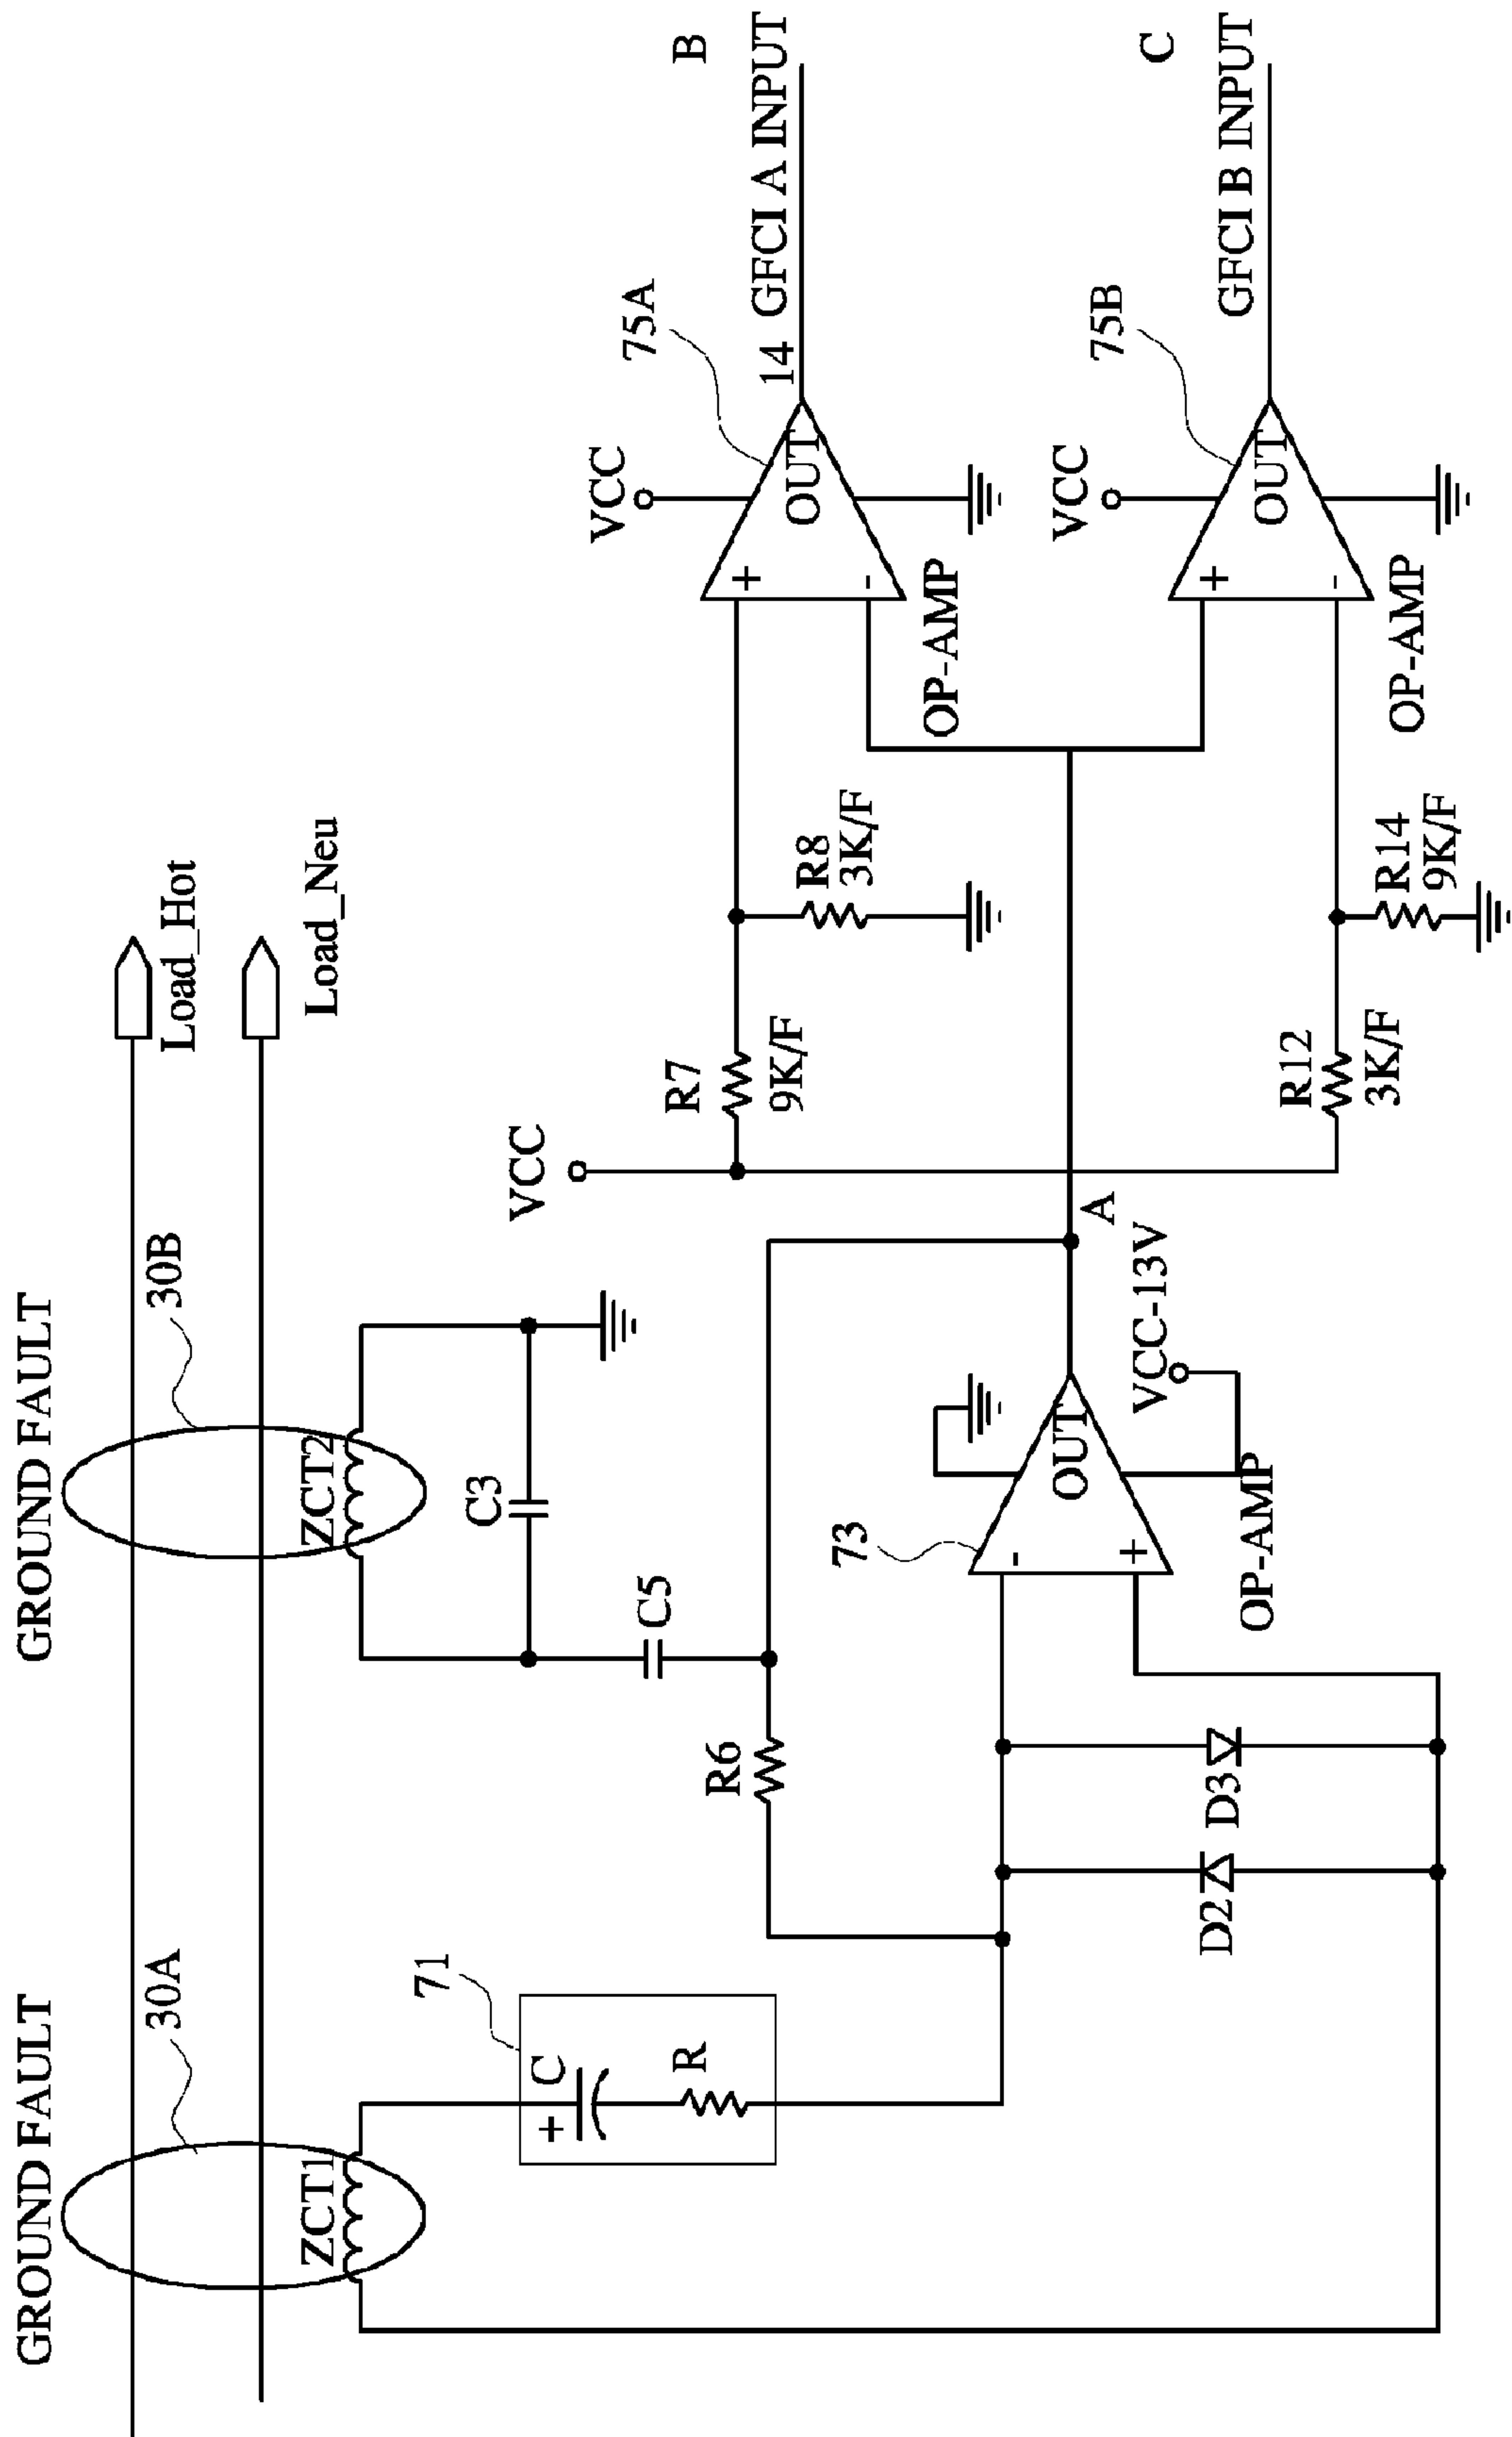 GROUND FAULT
30A
GROUND FAULT
30B
Load_Hot
Load_Neu
ZCT1
ZCT2
C3
C5
71
+
C
R
R6
VCC
R7
9K/F
R8
3K/F
VCC
75A
+
-
OUT
OP-AMP
14
GFCI A INPUT
B
73
-
+
OUT
OP-AMP
A
VCC-13V
D2
D3
R12
3K/F
R14
9K/F
VCC
75B
+
-
OUT
OP-AMP
GFCI B INPUT
C